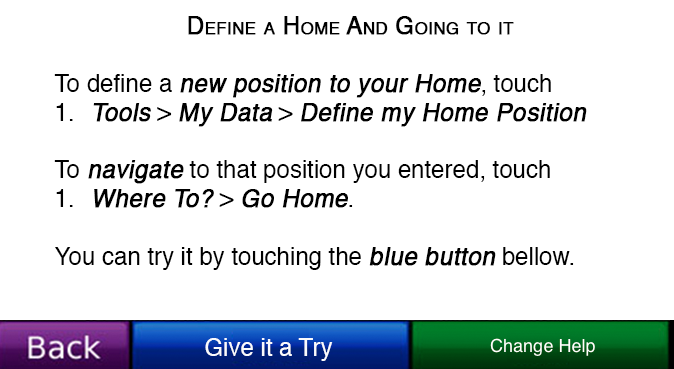 Define a Home And Going to it
To define a new position to your Home, touch
1. Tools > My Data > Define my Home Position
To navigate to that position you entered, touch
1. Where To? > Go Home.
You can try it by touching the blue button bellow.
Back
Give it a Try
Change Help